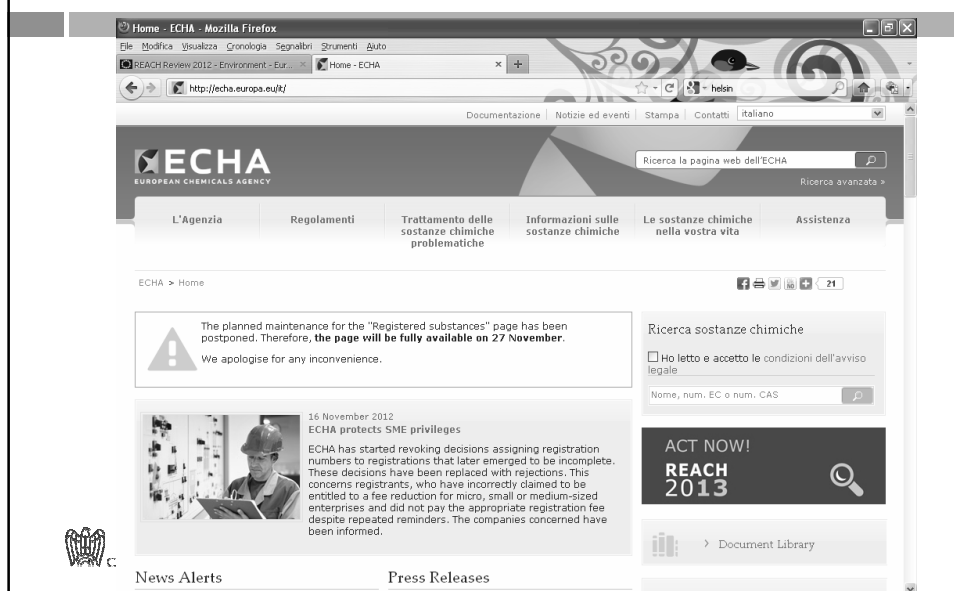 Home - ECHA - Mozilla Firefox
File Modifica Visualizza Cronologia Segnalibri Strumenti Aiuto
REACH Review 2012 - Environment - Eur... × Home - ECHA × +
http://echa.europa.eu/it/ helsin
Documentazione Notizie ed eventi Stampa Contatti italiano
ECHA
EUROPEAN CHEMICALS AGENCY
Ricerca la pagina web dell'ECHA
Ricerca avanzata »
L'Agenzia
Regolamenti
Trattamento delle
sostanze chimiche
problematiche
Informazioni sulle
sostanze chimiche
Le sostanze chimiche
nella vostra vita
Assistenza
ECHA > Home
21
The planned maintenance for the "Registered substances" page has been
postponed. Therefore, the page will be fully available on 27 November.
We apologise for any inconvenience.
Ricerca sostanze chimiche
Ho letto e accetto le condizioni dell'avviso
legale
Nome, num. EC o num. CAS
16 November 2012
ECHA protects SME privileges
ECHA has started revoking decisions assigning registration
numbers to registrations that later emerged to be incomplete.
These decisions have been replaced with rejections. This
concerns registrants, who have incorrectly claimed to be
entitled to a fee reduction for micro, small or medium-sized
enterprises and did not pay the appropriate registration fee
despite repeated reminders. The companies concerned have
been informed.
ACT NOW!
REACH
2013
> Document Library
News Alerts
Press Releases